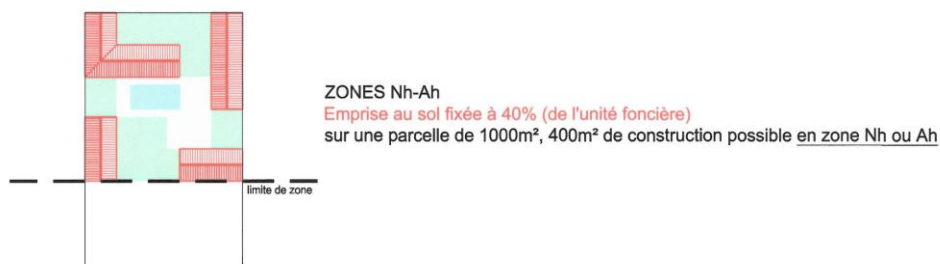 ZONES Nh-Ah
Emprise au sol fixée à 40% (de l'unité foncière)
sur une parcelle de 1000m², 400m² de construction possible en zone Nh ou Ah
limite de zone